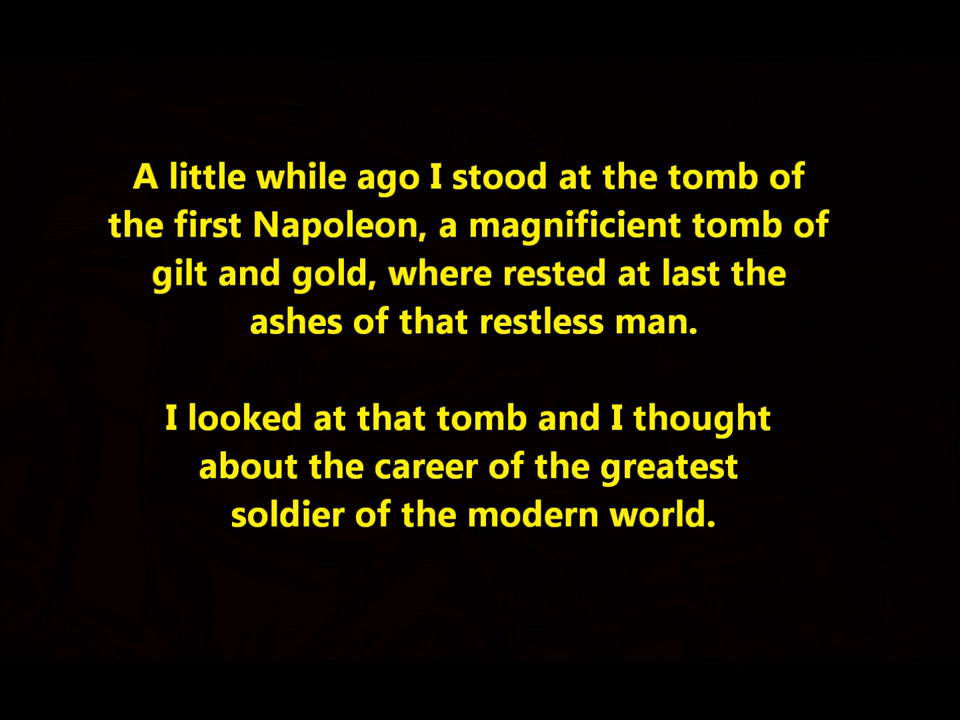 A little while ago I stood at the tomb of
the first Napoleon, a magnificient tomb of
gilt and gold, where rested at last the
ashes of that restless man.
I looked at that tomb and I thought
about the career of the greatest
soldier of the modern world.